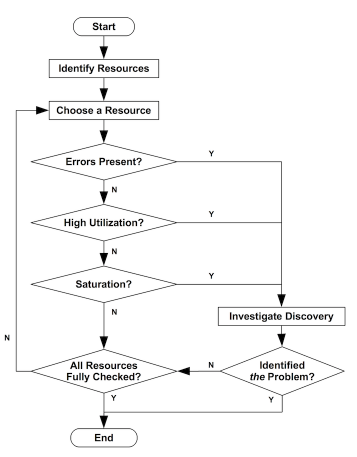 Start
Identify Resources
Choose a Resource
Errors Present?
Y
N
High Utilization?
Y
N
Saturation?
Y
N
Investigate Discovery
N
All Resources
Fully Checked?
N
Identified
the Problem?
Y
Y
End